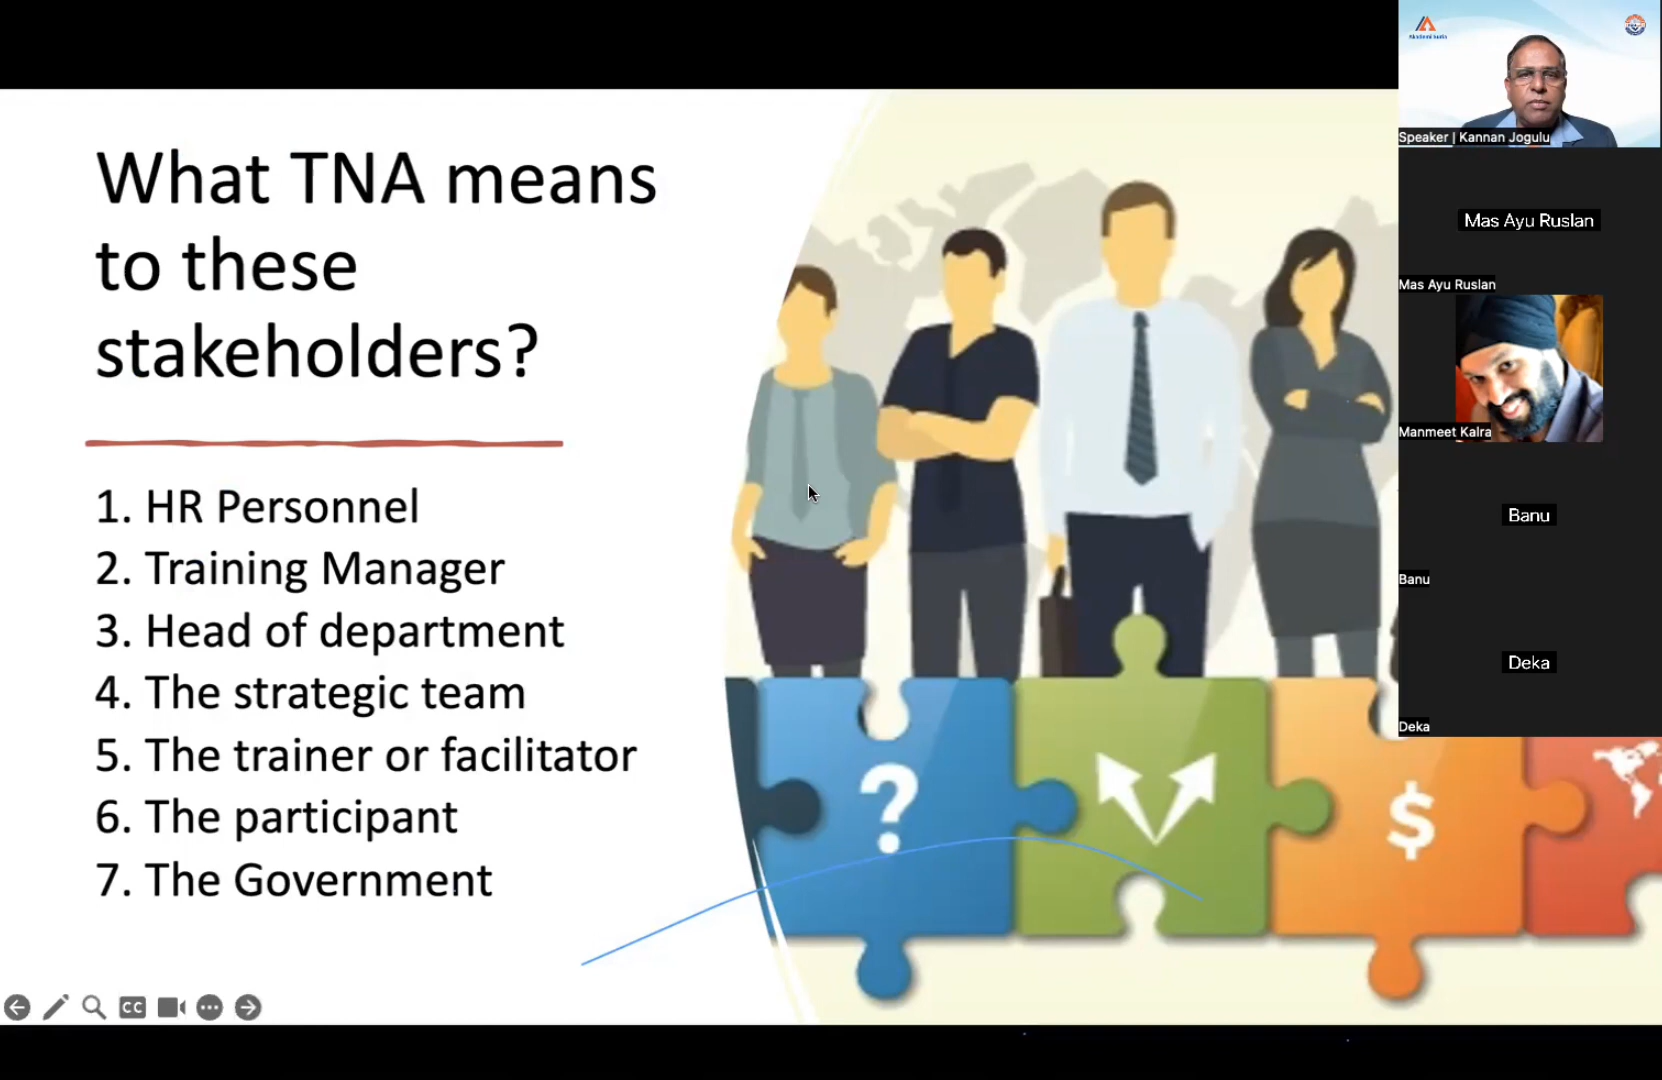 What TNA means
to these
stakeholders?
1. HR Personnel
2. Training Manager
3. Head of department
4. The strategic team
5. The trainer or facilitator
6. The participant
7. The Government
?
$
CC
Speaker | Kannan Jogulu
Mas Ayu Ruslan
Mas Ayu Ruslan
Manmeet Kalra
Banu
Banu
Deka
Deka